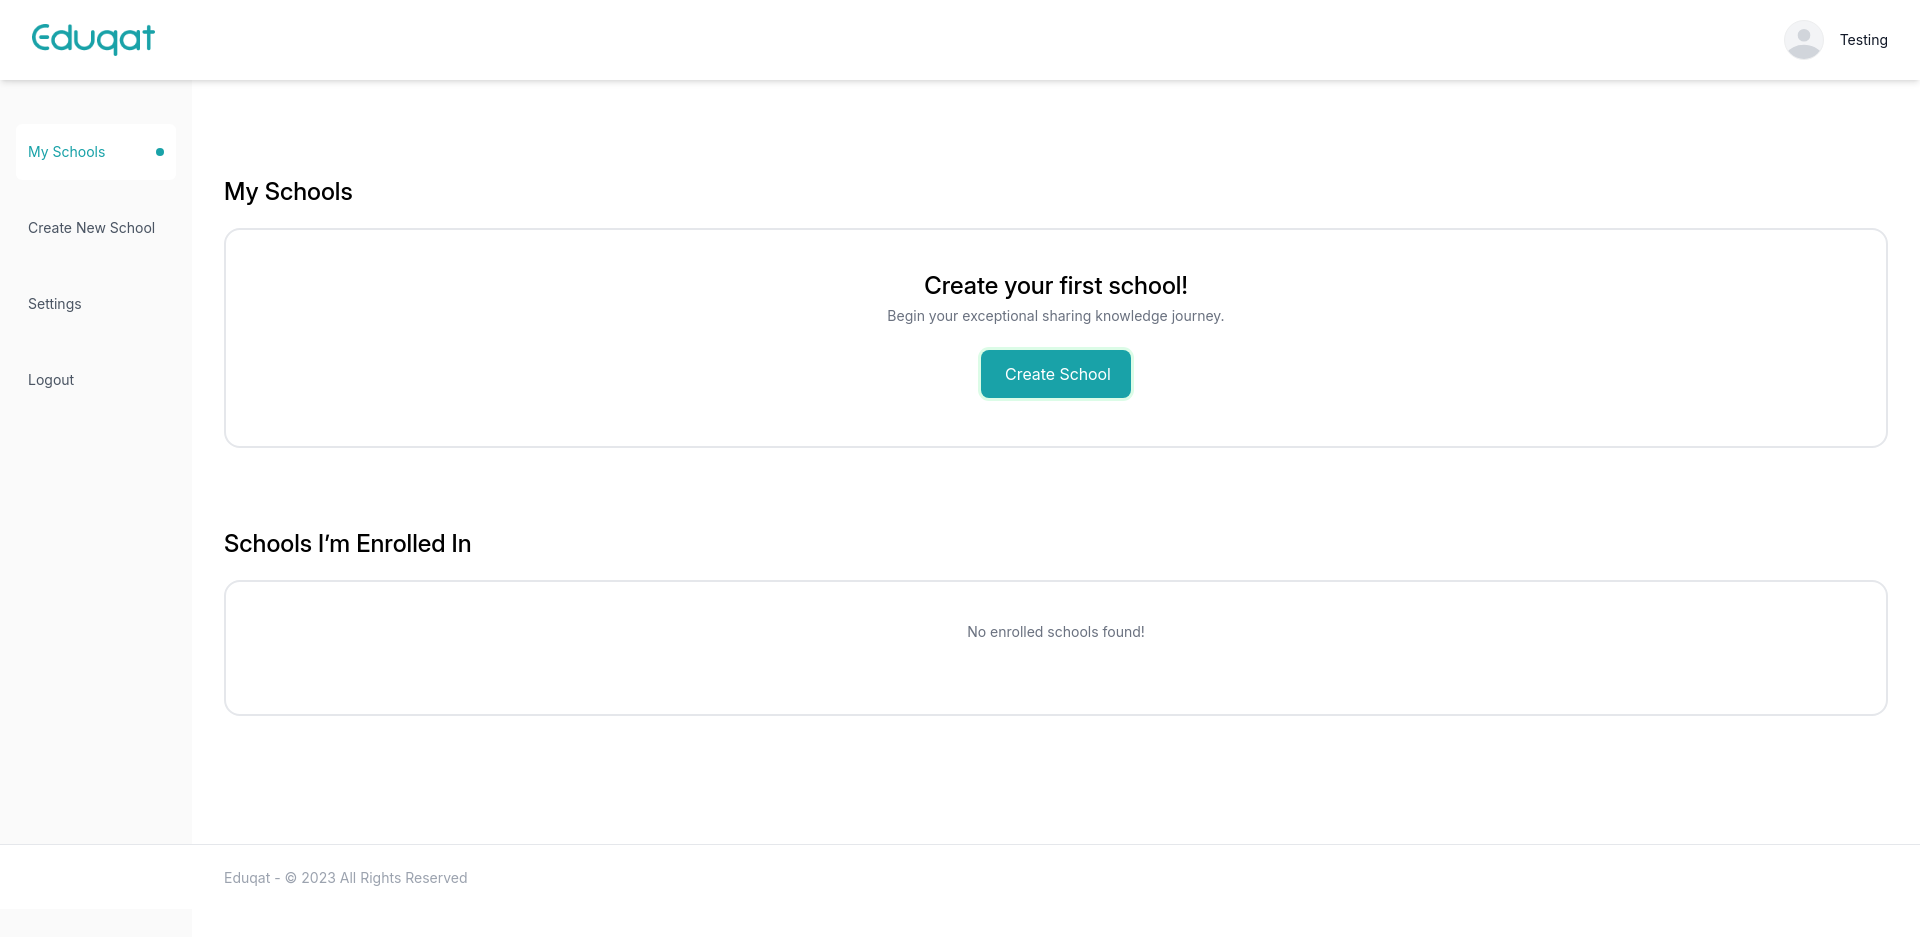 Eduqat
Testing
My Schools
Create New School
Settings
Logout
My Schools
Create your first school!
Begin your exceptional sharing knowledge journey.
Create School
Schools I’m Enrolled In
No enrolled schools found!
Eduqat - © 2023 All Rights Reserved